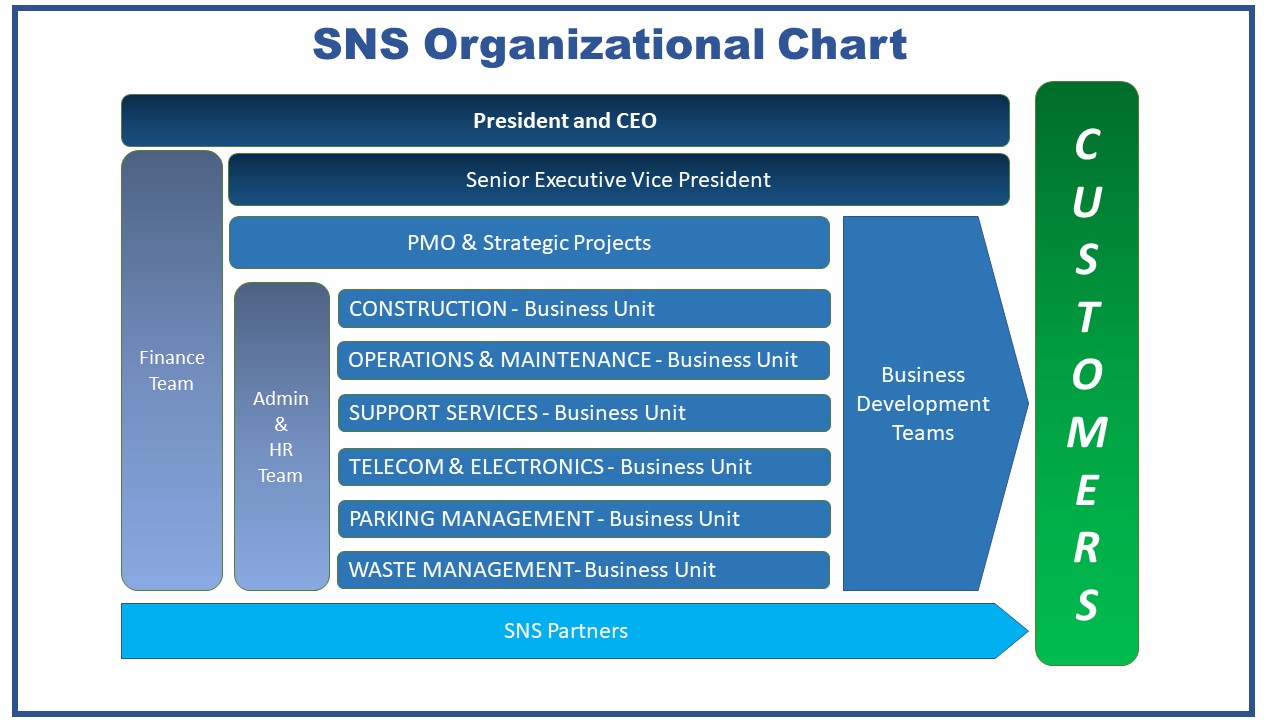 SNS Organizational Chart
President and CEO
Senior Executive Vice President
PMO & Strategic Projects
Finance
Team
Admin
&
HR
Team
CONSTRUCTION - Business Unit
OPERATIONS & MAINTENANCE - Business Unit
SUPPORT SERVICES - Business Unit
TELECOM & ELECTRONICS - Business Unit
PARKING MANAGEMENT - Business Unit
WASTE MANAGEMENT- Business Unit
Business
Development
Teams
SNS Partners
C
U
S
T
O
M
E
R
S